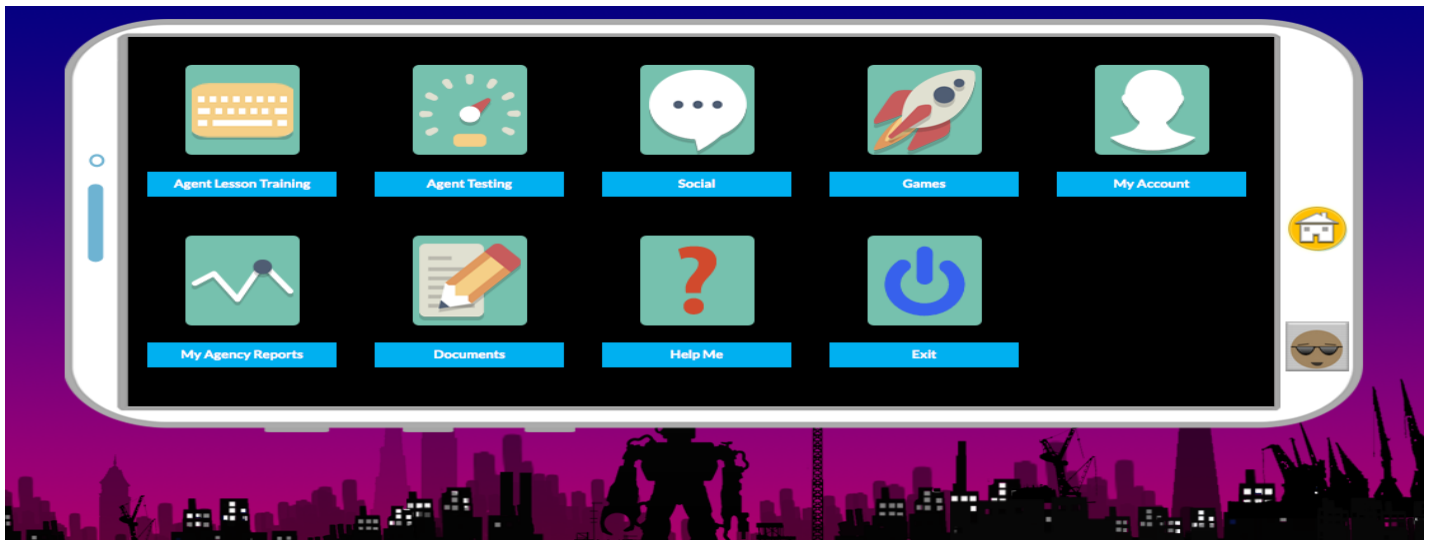 Agent Lesson Training
Agent Testing
Social
Games
My Account
My Agency Reports
Documents
Help Me
Exit